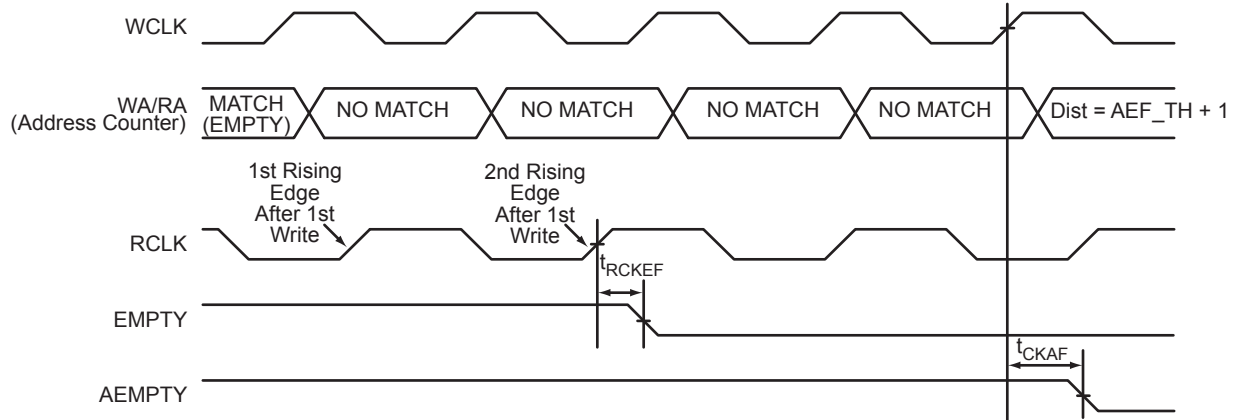 WCLK
WA/RA
(Address Counter)
MATCH
(EMPTY)
NO MATCH
NO MATCH
NO MATCH
NO MATCH
Dist = AEF_TH + 1
1st Rising
Edge
After 1st
Write
2nd Rising
Edge
After 1st
Write
RCLK
tRCKEF
EMPTY
tCKAF
AEMPTY